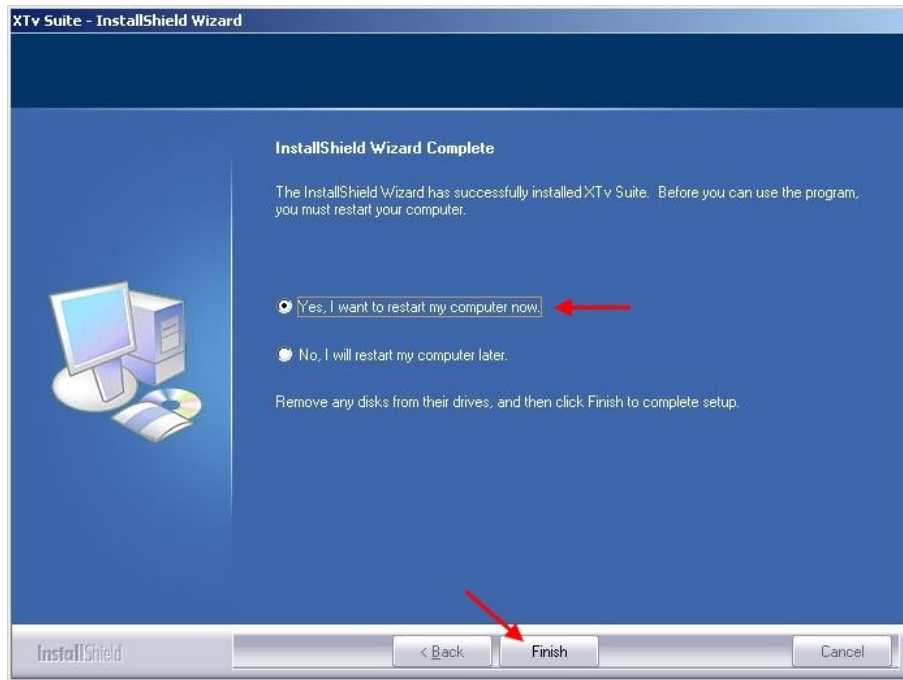 XTv Suite - InstallShield Wizard
InstallShield Wizard Complete
The InstallShield Wizard has successfully installed XTv Suite. Before you can use the program,
you must restart your computer.
Yes, I want to restart my computer now.
No, I will restart my computer later.
Remove any disks from their drives, and then click Finish to complete setup.
InstallShield
< Back
Finish
Cancel